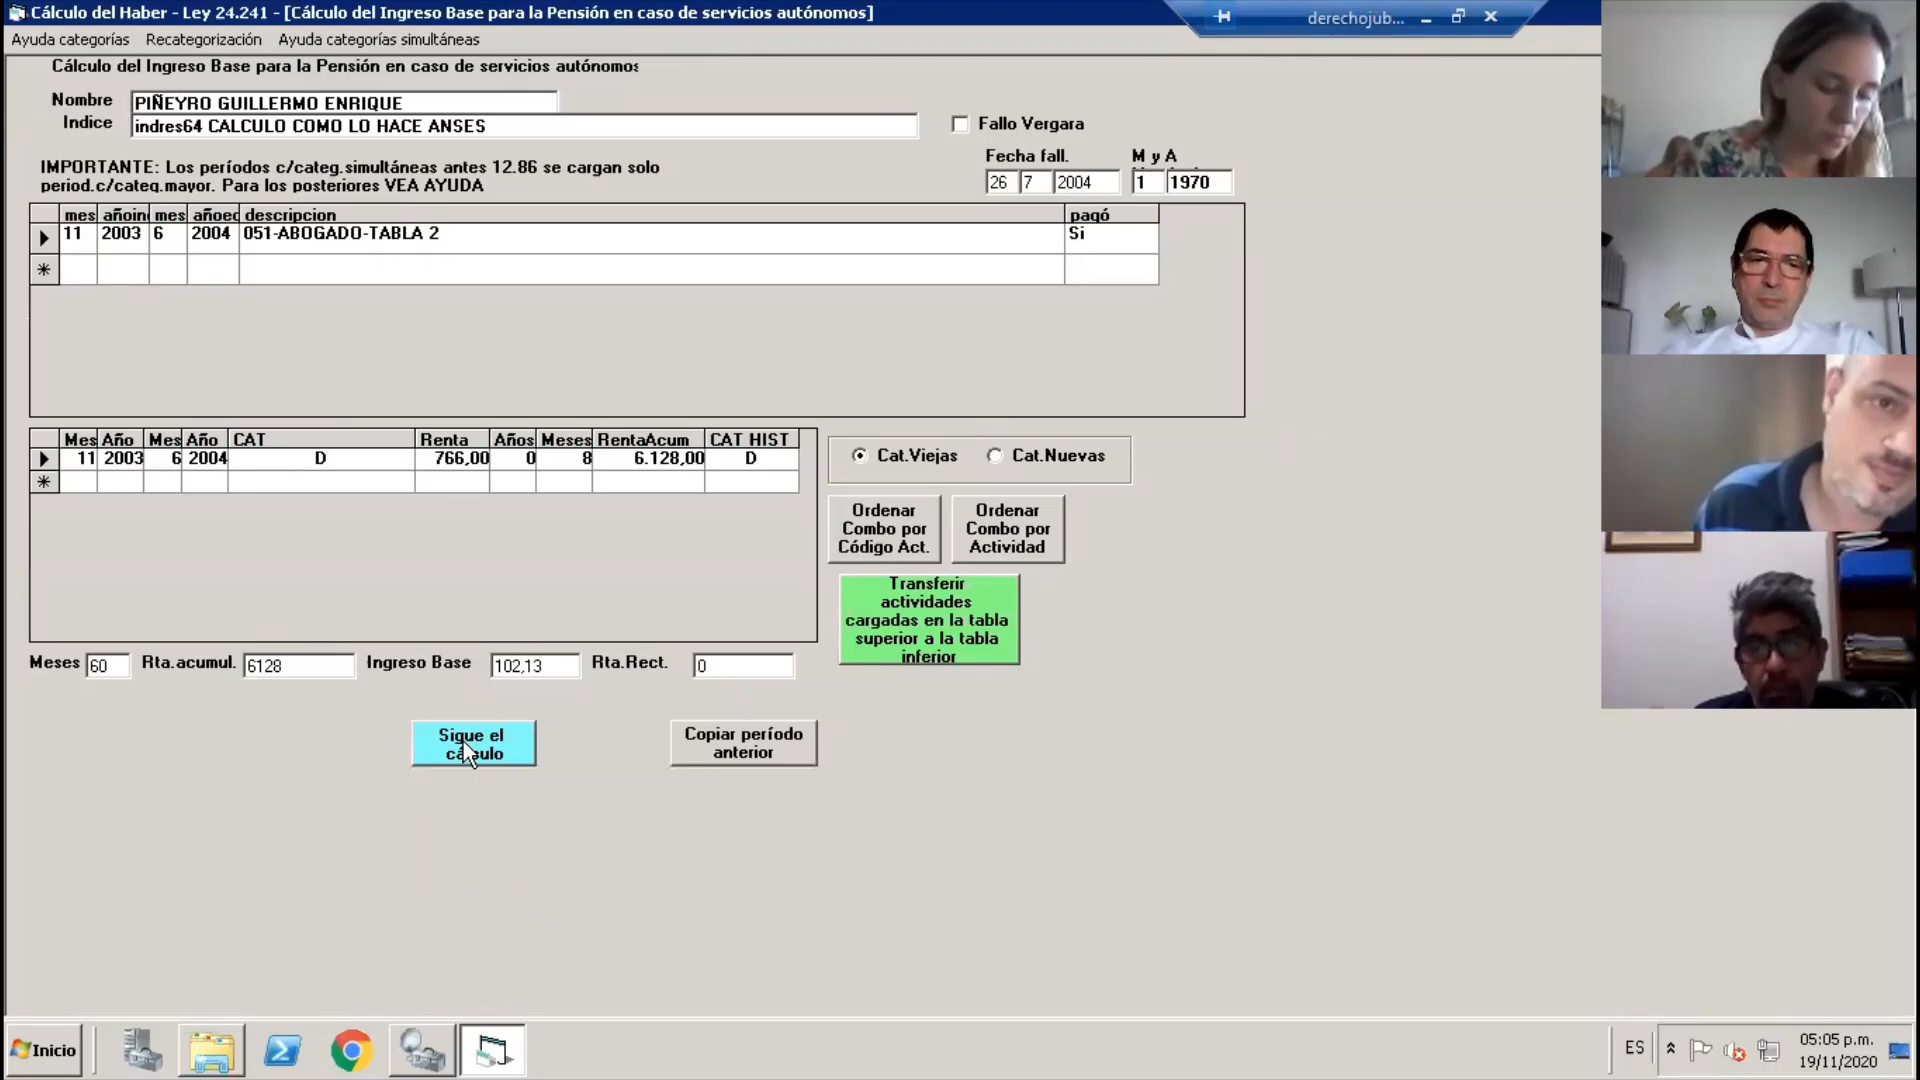 Cálculo del Haber - Ley 24.241 - [Cálculo del Ingreso Base para la Pensión en caso de servicios autónomos]
derechojub...
Ayuda categorías Recategorización Ayuda categorías simultáneas
Cálculo del Ingreso Base para la Pensión en caso de servicios autónomos
Nombre PIÑEYRO GUILLERMO ENRIQUE
Indice indres64 CALCULO COMO LO HACE ANSES
Fallo Vergara
IMPORTANTE: Los períodos c/categ.simultáneas antes 12.86 se cargan solo
period.c/categ.mayor. Para los posteriores VEA AYUDA
Fecha fall. M y A
26 7 2004 1 1970
mes añoin mes añoec descripcion pagó
11 2003 6 2004 051-ABOGADO-TABLA 2 Si
Mes Año Mes Año CAT Renta Años Meses RentaAcum CAT HIST
11 2003 6 2004 D 766,00 0 8 6.128,00 D
Cat.Viejas Cat.Nuevas
Ordenar
Combo por
Código Act.
Ordenar
Combo por
Actividad
Transferir
actividades
cargadas en la tabla
superior a la tabla
inferior
Meses 60 Rta.acumul. 6128 Ingreso Base 102,13 Rta.Rect. 0
Sigue el
cálculo
Copiar período
anterior
Inicio
ES
05:05 p.m.
19/11/2020